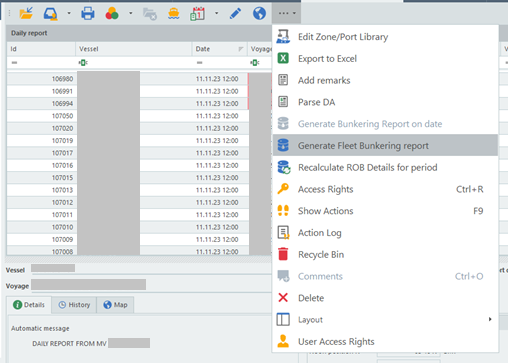 Daily report
Id Vessel Date Voyage
106980 11.11.23 12:00
106991 11.11.23 12:00
106994 11.11.23 12:00
107050 11.11.23 12:00
107020 11.11.23 12:00
107019 11.11.23 12:00
107017 11.11.23 12:00
107016 11.11.23 12:00
107015 11.11.23 12:00
107013 11.11.23 12:00
107012 11.11.23 12:00
107011 11.11.23 12:00
107010 11.11.23 12:00
107009 11.11.23 12:00
107008 11.11.23 12:00
Vessel
Voyage
Details History Map
Automatic message
DAILY REPORT FROM MV
Edit Zone/Port Library
Export to Excel
Add remarks
Parse DA
Generate Bunkering Report on date
Generate Fleet Bunkering report
Recalculate ROB Details for period
Access Rights Ctrl+R
Show Actions F9
Action Log
Recycle Bin
Comments Ctrl+O
Delete
Layout
User Access Rights